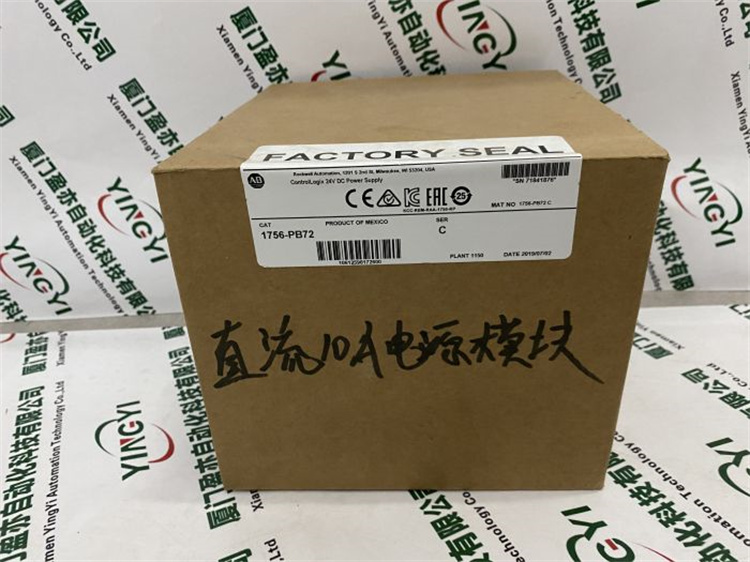 FACTORY SEAL
Rockwell Automation, 1201 S 2nd St, Milwaukee, WI 53204, USA
AB
ControlLogix 24V DC Power Supply
CE
EAC
25
MAT NO 1756-PB72 C
CAT
PRODUCT OF MEXICO
SER
1756-PB72
C
PLANT 1150
DATE 2019/07/02
直流10A电源模块
YINGYI
厦门盈亦自动化科技有限公司
Xiamen YingYi Automation Technology Co.,Ltd